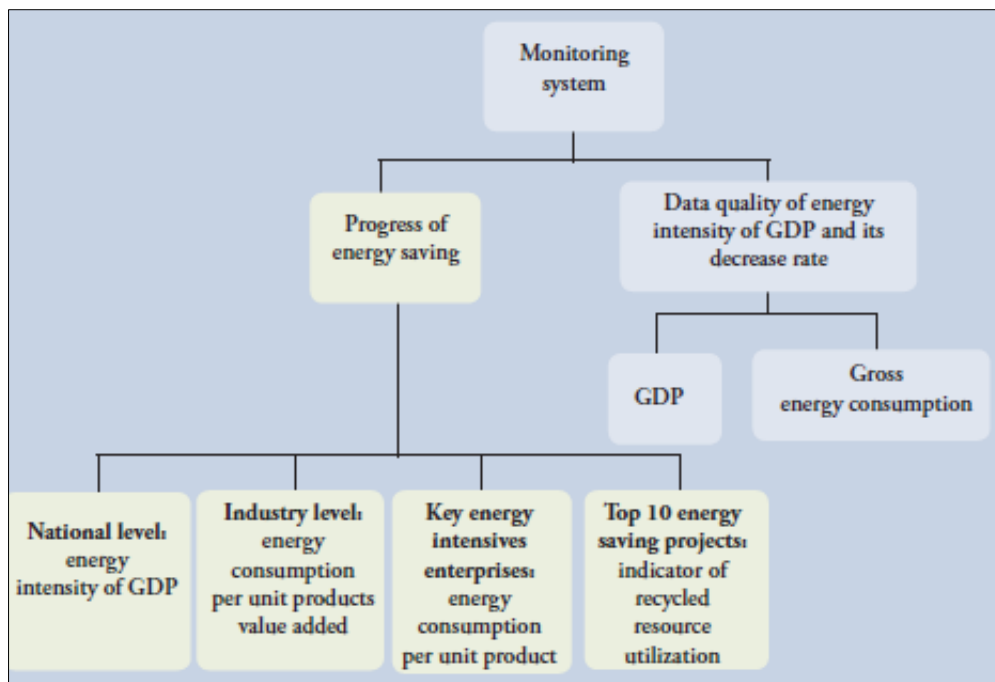 Monitoring
system
Progress of
energy saving
Data quality of energy
intensity of GDP and its
decrease rate
GDP
Gross
energy consumption
National level:
energy
intensity of GDP
Industry level:
energy
consumption
per unit products
value added
Key energy
intensives
enterprises:
energy
consumption
per unit product
Top 10 energy
saving projects:
indicator of
recycled
resource
utilization